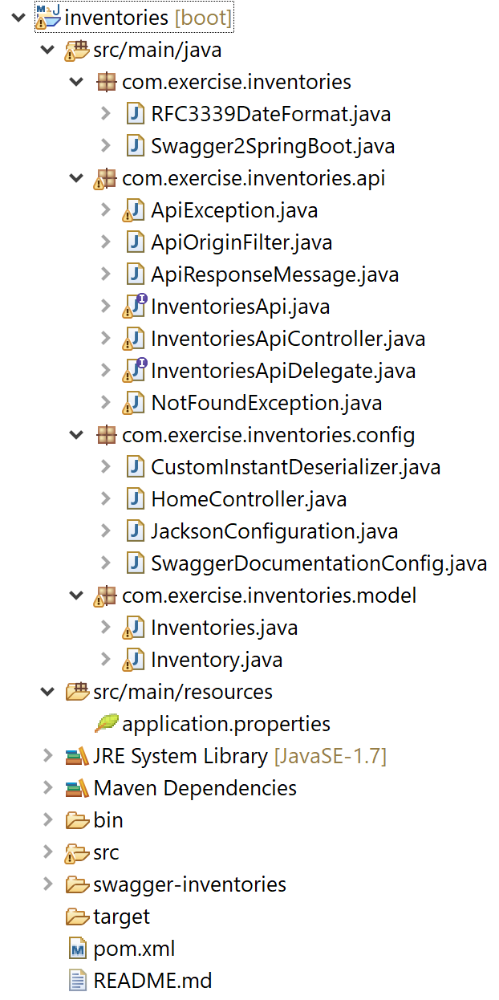 inventories [boot]
src/main/java
com.exercise.inventories
RFC3339DateFormat.java
Swagger2SpringBoot.java
com.exercise.inventories.api
ApiException.java
ApiOriginFilter.java
ApiResponseMessage.java
InventoriesApi.java
InventoriesApiController.java
InventoriesApiDelegate.java
NotFoundException.java
com.exercise.inventories.config
CustomInstantDeserializer.java
HomeController.java
JacksonConfiguration.java
SwaggerDocumentationConfig.java
com.exercise.inventories.model
Inventories.java
Inventory.java
src/main/resources
application.properties
JRE System Library [JavaSE-1.7]
Maven Dependencies
bin
src
swagger-inventories
target
pom.xml
README.md